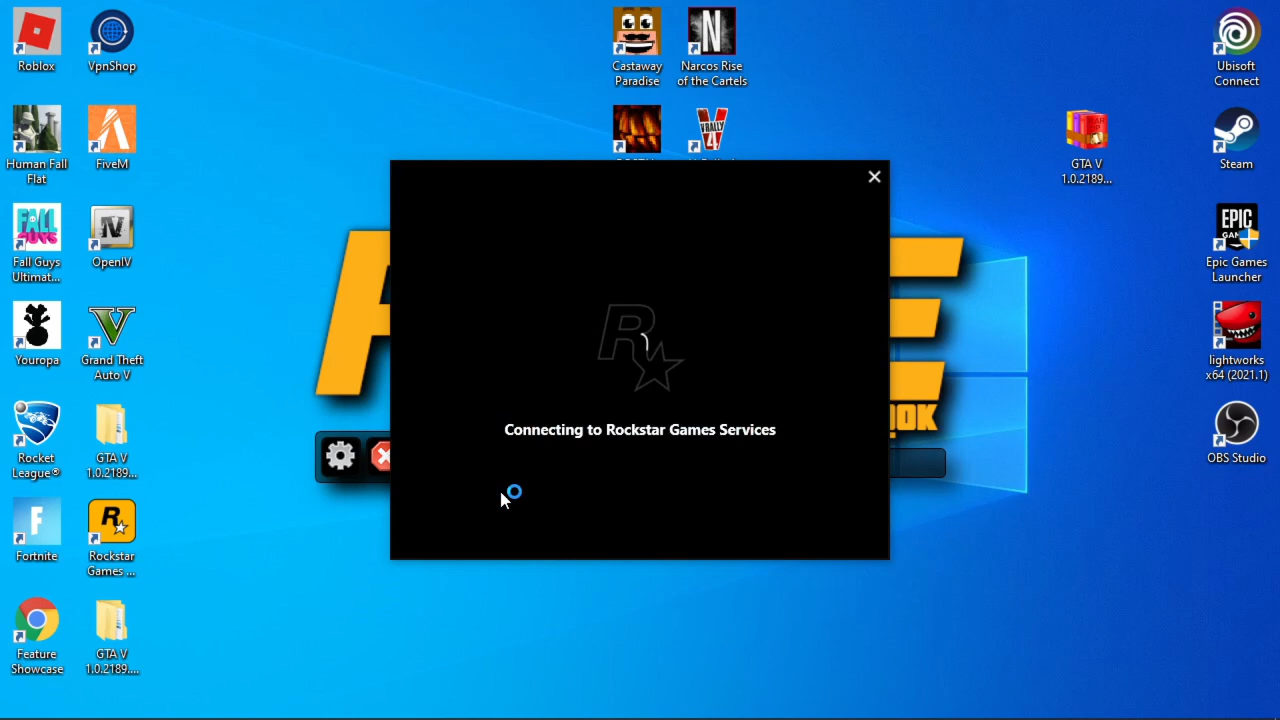 Roblox
VpnShop
Castaway
Paradise
Narcos Rise
of the Cartels
Ubisoft
Connect
Human Fall
Flat
FiveM
GTA V
1.0.2189...
Steam
Fall Guys
Ultimat...
OpenIV
Epic Games
Launcher
Youropa
Grand Theft
Auto V
lightworks
x64 (2021.1)
Connecting to Rockstar Games Services
Rocket
League®
GTA V
1.0.2189....
OBS Studio
Fortnite
Rockstar
Games ...
Feature
Showcase
GTA V
1.0.2189....